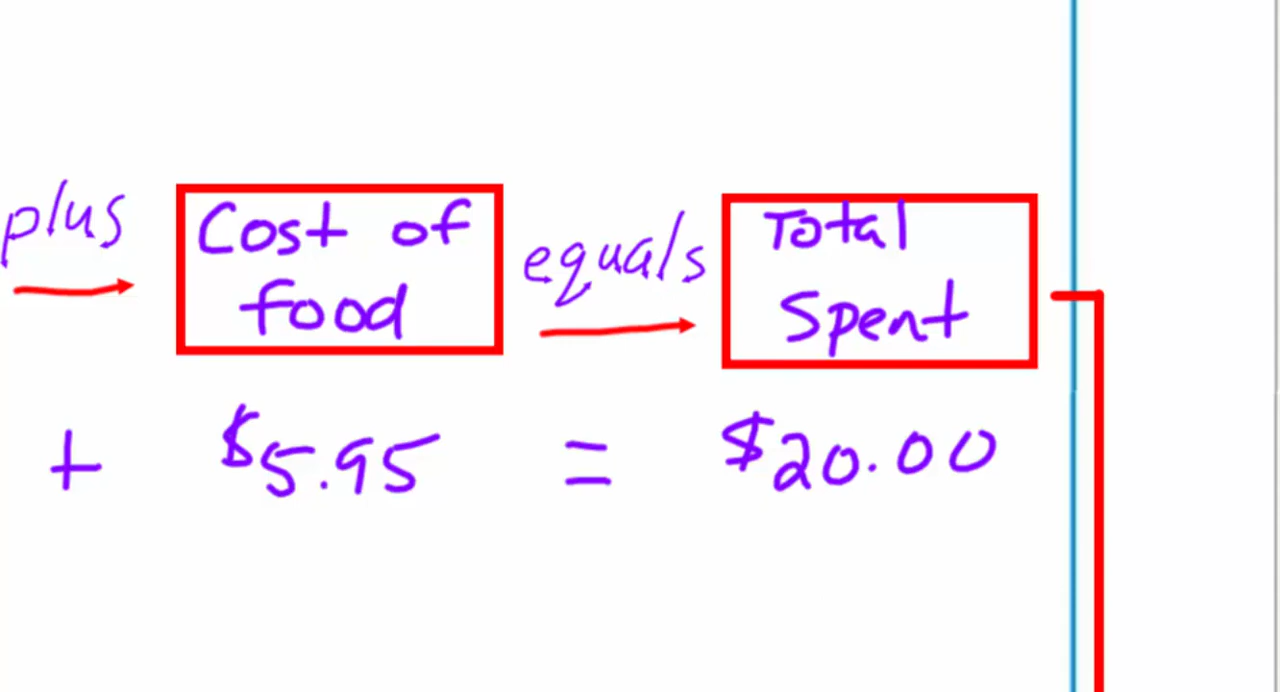 plus
Cost of
food
equals
Total
Spent
+ $5.95 = $20.00